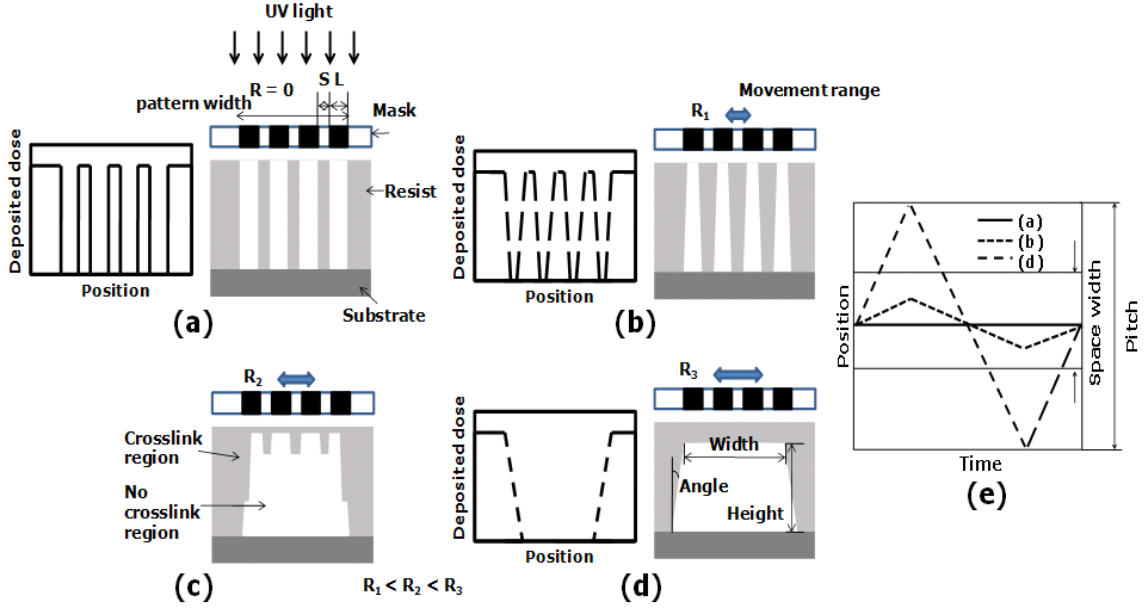 UV light
R = 0
S L
pattern width
Mask
Deposited dose
Resist
Position
Substrate
(a)
Movement range
R1
Deposited dose
Position
(b)
R2
Crosslink
region
No
crosslink
region
(c)
R1 < R2 < R3
R3
Deposited dose
Width
Angle
Height
Position
(d)
(a)
(b)
(d)
Position
Space width
Pitch
Time
(e)